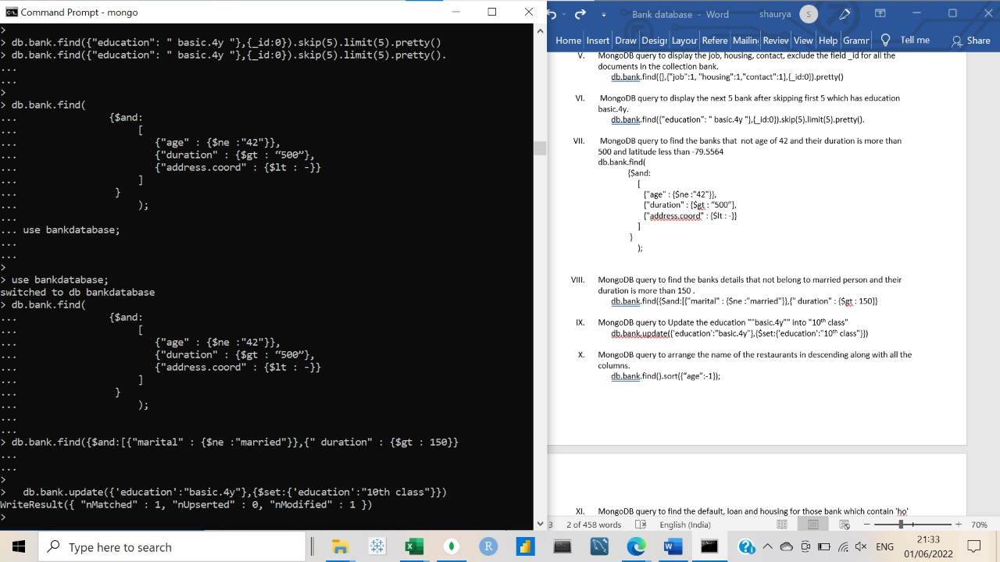 Command Prompt - mongo
>
> db.bank.find({"education": " basic.4y "},{_id:0}).skip(5).limit(5).pretty()
> db.bank.find({"education": " basic.4y "},{_id:0}).skip(5).limit(5).pretty().
...
...
>
> db.bank.find(
... {$and:
... [
... {"age" : {$ne :"42"}},
... {"duration" : {$gt : “500”},
... {"address.coord" : {$lt : -}}
... ]
... }
... );
...
... use bankdatabase;
...
...
>
> use bankdatabase;
switched to db bankdatabase
> db.bank.find(
... {$and:
... [
... {"age" : {$ne :"42"}},
... {"duration" : {$gt : “500”},
... {"address.coord" : {$lt : -}}
... ]
... }
... );
...
...
> db.bank.find({$and:[{"marital" : {$ne :"married"}},{" duration" : {$gt : 150}}
...
...
>
> db.bank.update({'education':"basic.4y"},{$set:{'education':"10th class"}})
WriteResult({ "nMatched" : 1, "nUpserted" : 0, "nModified" : 1 })
>
Bank database - Word shaurya S
Home Insert Draw Design Layou Refere Mailin Review View Help Gramr Tell me Share
V. MongoDB query to display the job, housing, contact, exclude the field _id for all the
documents in the collection bank.
db.bank.find({},{"job":1, "housing":1,"contact":1},{_id:0}).pretty()
VI. MongoDB query to display the next 5 bank after skipping first 5 which has education
basic.4y.
db.bank.find({"education": " basic.4y "},{_id:0}).skip(5).limit(5).pretty().
VII. MongoDB query to find the banks that not age of 42 and their duration is more than
500 and latitude less than -79.5564
db.bank.find(
{$and:
[
{"age" : {$ne :"42"}},
{"duration" : {$gt : “500”},
{"address.coord" : {$lt : -}}
]
}
);
VIII. MongoDB query to find the banks details that not belong to married person and their
duration is more than 150 .
db.bank.find({$and:[{"marital" : {$ne :"married"}},{" duration" : {$gt : 150}}
IX. MongoDB query to Update the education ""basic.4y"" into "10th class"
db.bank.update({'education':"basic.4y"},{$set:{'education':"10th class"}})
X. MongoDB query to arrange the name of the restaurants in descending along with all the
columns.
db.bank.find().sort({“age”:-1});
XI. MongoDB query to find the default, loan and housing for those bank which contain 'ho'
3 2 of 458 words English (India) 70%
Type here to search
ENG 21:33
01/06/2022